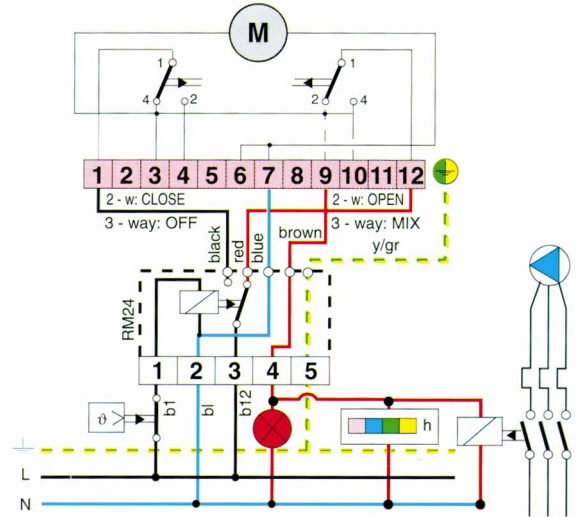 M
1 1
4 2 2 4
1 2 3 4 5 6 7 8 9 10 11 12
2 - w: CLOSE 2 - w: OPEN
3 - way: OFF 3 - way: MIX
black
red
blue
brown
y/gr
RM24
1 2 3 4 5
b1
bl
b12
ϑ
h
L
N